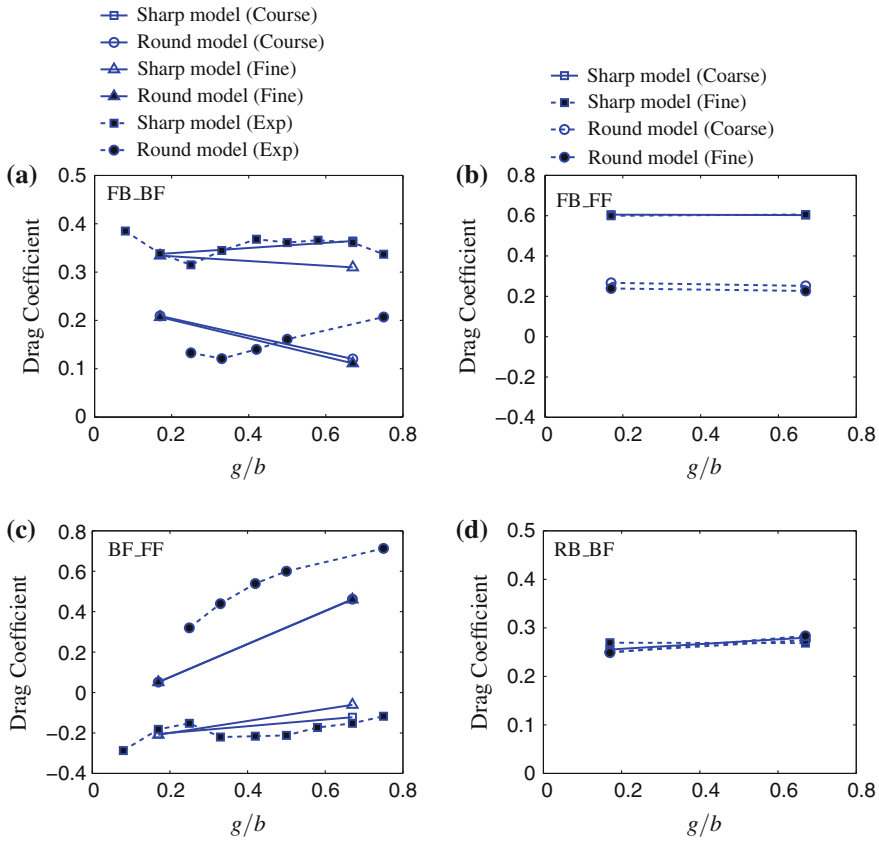 Sharp model (Course)
Round model (Course)
Sharp model (Fine)
Round model (Fine)
Sharp model (Exp)
Round model (Exp)
Sharp model (Coarse)
Sharp model (Fine)
Round model (Coarse)
Round model (Fine)
(a)
FB_BF
0.5
0.4
0.3
0.2
0.1
0
Drag Coefficient
0
0.2
0.4
0.6
0.8
g/b
(b)
FB_FF
0.8
0.6
0.4
0.2
0
−0.2
−0.4
Drag Coefficient
0
0.2
0.4
0.6
0.8
g/b
(c)
BF_FF
0.8
0.6
0.4
0.2
0
−0.2
−0.4
Drag Coefficient
0
0.2
0.4
0.6
0.8
g/b
(d)
RB_BF
0.5
0.4
0.3
0.2
0.1
0
Drag Coefficient
0
0.2
0.4
0.6
0.8
g/b